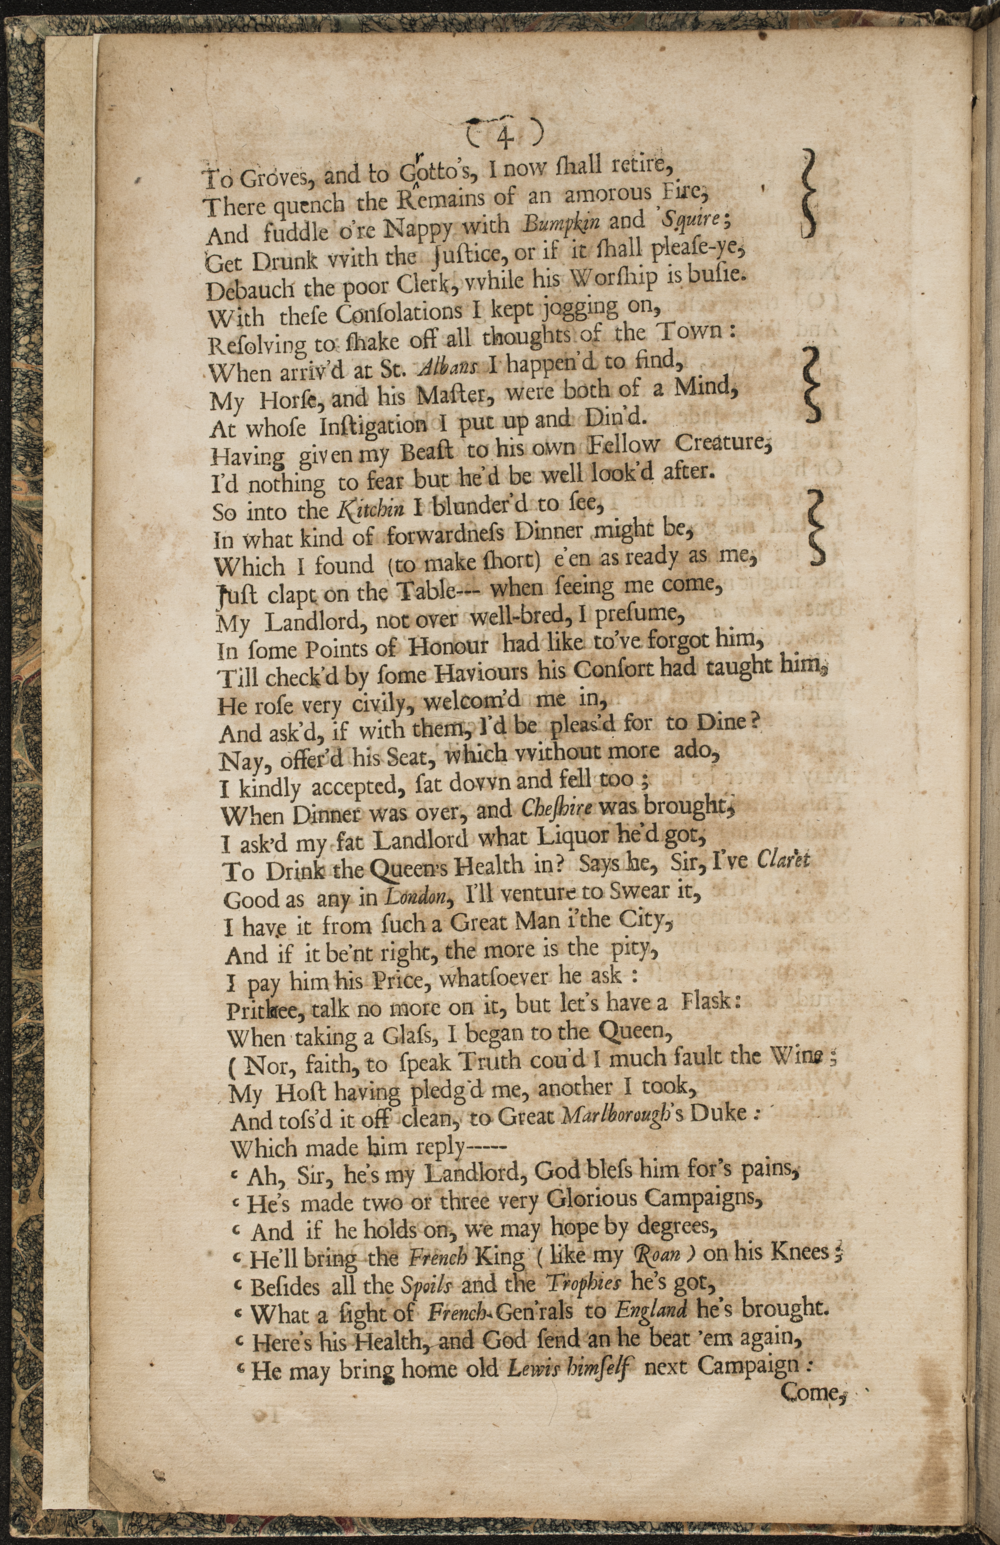 ( 4 )
To Groves, and to Grotto's, I now ſhall retire,
There quench the Remains of an amorous Fire,
And fuddle o're Nappy with Bumpkin and 'Squire;
Get Drunk vvith the Juſtice, or if it ſhall pleaſe-ye,
Debauch the poor Clerk, vvhile his Worſhip is buſie.
With theſe Conſolations I kept jogging on,
Reſolving to ſhake off all thoughts of the Town:
When arriv'd at St. Albans I happen'd to find,
My Horſe, and his Maſter, were both of a Mind,
At whoſe Inſtigation I put up and Din'd.
Having given my Beaſt to his own Fellow Creature,
I'd nothing to fear but he'd be well look'd after.
So into the Kitchin I blunder'd to ſee,
In what kind of forwardneſs Dinner might be,
Which I found (to make ſhort) e'en as ready as me,
Juſt clapt on the Table--- when ſeeing me come,
My Landlord, not over well-bred, I preſume,
In ſome Points of Honour had like to've forgot him,
Till check'd by ſome Haviours his Conſort had taught him,
He roſe very civily, welcom'd me in,
And ask'd, if with them, I'd be pleas'd for to Dine?
Nay, offer'd his Seat, which vvithout more ado,
I kindly accepted, ſat dovvn and fell too;
When Dinner was over, and Cheſhire was brought,
I ask'd my fat Landlord what Liquor he'd got,
To Drink the Queen's Health in? Says he, Sir, I've Claret
Good as any in London, I'll venture to Swear it,
I have it from ſuch a Great Man i'the City,
And if it be'nt right, the more is the pity,
I pay him his Price, whatſoever he ask:
Prithee, talk no more on it, but let's have a Flask:
When taking a Glaſs, I began to the Queen,
( Nor, faith, to ſpeak Truth cou'd I much fault the Wine;
My Hoſt having pledg'd me, another I took,
And toſs'd it off clean, to Great Marlborough's Duke:
Which made him reply-----
‘ Ah, Sir, he's my Landlord, God bleſs him for's pains,
‘ He's made two or three very Glorious Campaigns,
‘ And if he holds on, we may hope by degrees,
‘ He'll bring the French King ( like my Roan ) on his Knees;
‘ Beſides all the Spoils and the Trophies he's got,
‘ What a ſight of French-Gen'rals to England he's brought.
‘ Here's his Health, and God ſend an he beat 'em again,
‘ He may bring home old Lewis himſelf next Campaign:
Come,